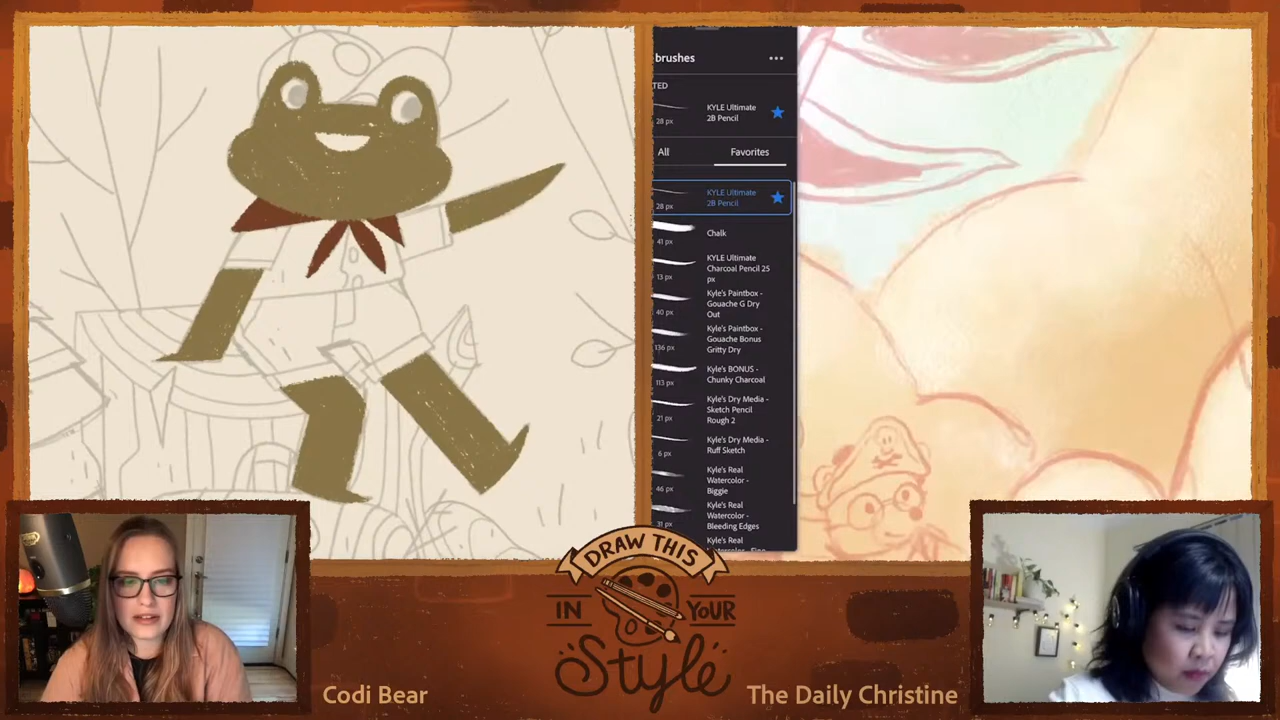 brushes
TED
KYLE Ultimate
2B Pencil
28 px
All
Favorites
KYLE Ultimate
2B Pencil
28 px
Chalk
41 px
KYLE Ultimate
Charcoal Pencil 25
px
13 px
Kyle's Paintbox -
Gouache G Dry
Out
40 px
Kyle's Paintbox -
Gouache Bonus
Gritty Dry
136 px
Kyle's BONUS -
Chunky Charcoal
113 px
Kyle's Dry Media -
Sketch Pencil
Rough 2
21 px
Kyle's Dry Media -
Ruff Sketch
6 px
Kyle's Real
Watercolor -
Biggie
46 px
Kyle's Real
Watercolor -
Bleeding Edges
31 px
Kyle's Real
DRAW THIS
IN YOUR
Style
Codi Bear
The Daily Christine